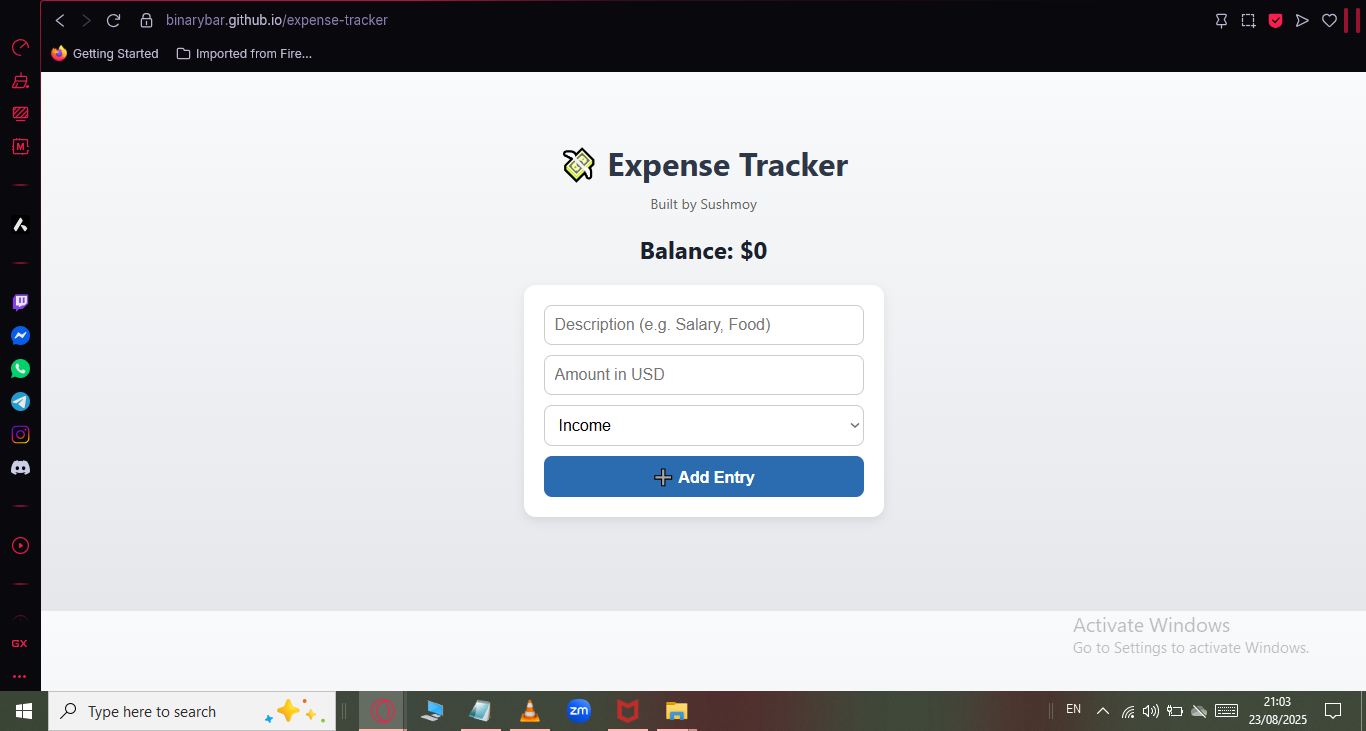 binarybar.github.io/expense-tracker
Getting Started
Imported from Fire...
M
Expense Tracker
Built by Sushmoy
Balance: $0
Description (e.g. Salary, Food)
Amount in USD
Income
Add Entry
GX
Activate Windows
Go to Settings to activate Windows.
Type here to search
zm
EN
21:03
23/08/2025